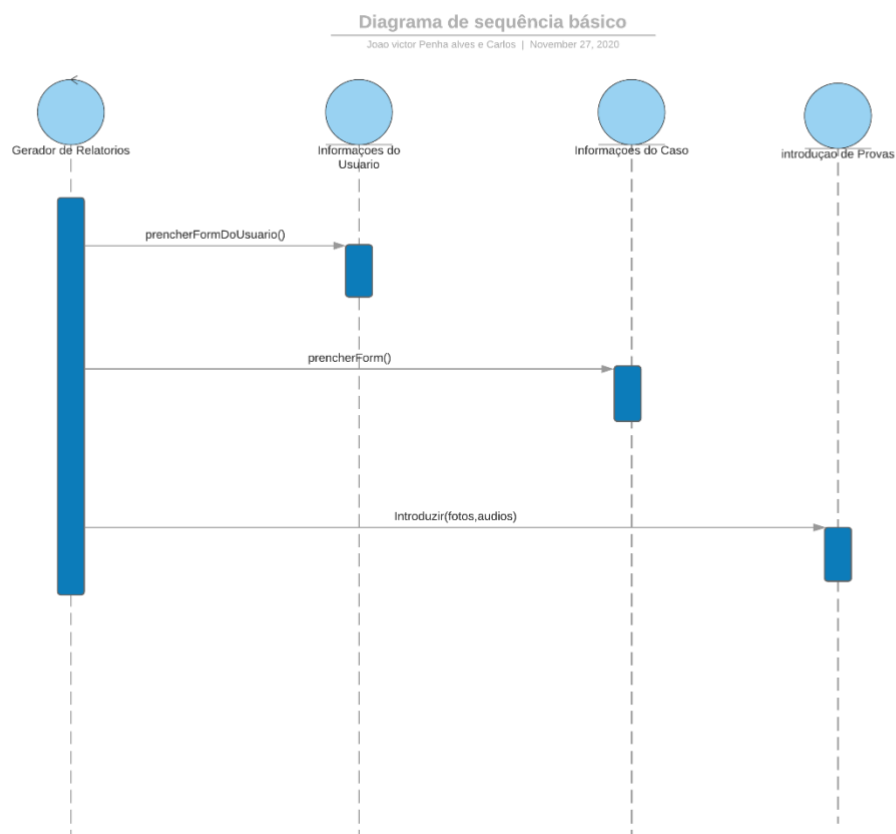 Diagrama de sequência básico
Joao victor Penha alves e Carlos | November 27, 2020
Gerador de Relatorios
Informaçoes do
Usuario
Informaçoes do Caso
introduçao de Provas
prencherFormDoUsuario()
prencherForm()
Introduzir(fotos,audios)